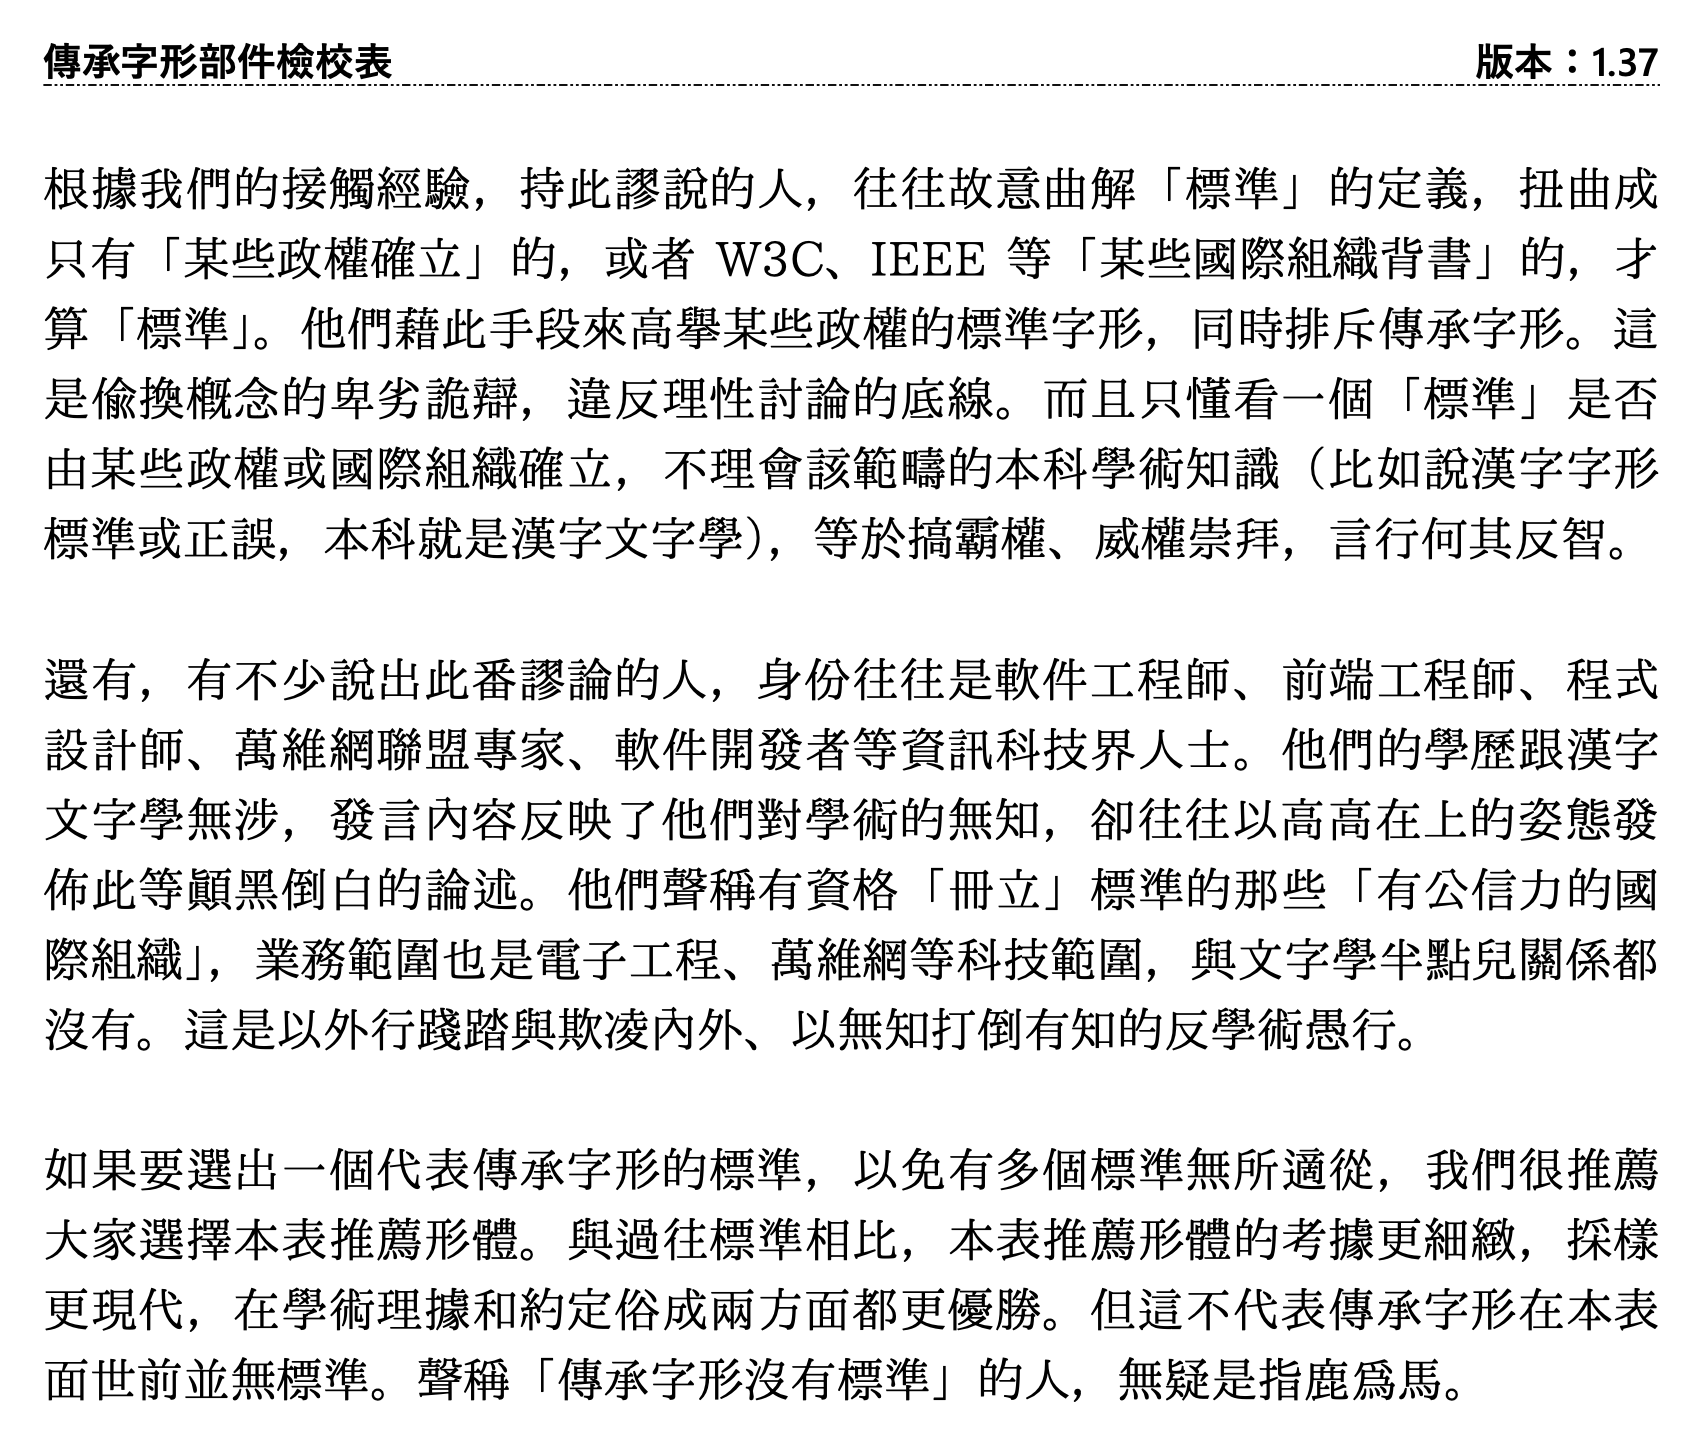 傳承字形部件檢校表 版本：1.37
根據我們的接觸經驗，持此謬說的人，往往故意曲解「標準」的定義，扭曲成
只有「某些政權確立」的，或者 W3C、IEEE 等「某些國際組織背書」的，才
算「標準」。他們藉此手段來高舉某些政權的標準字形，同時排斥傳承字形。這
是偷換概念的卑劣詭辯，違反理性討論的底線。而且只懂看一個「標準」是否
由某些政權或國際組織確立，不理會該範疇的本科學術知識（比如說漢字字形
標準或正誤，本科就是漢字文字學），等於搞霸權、威權崇拜，言行何其反智。
還有，有不少說出此番謬論的人，身份往往是軟件工程師、前端工程師、程式
設計師、萬維網聯盟專家、軟件開發者等資訊科技界人士。他們的學歷跟漢字
文字學無涉，發言內容反映了他們對學術的無知，卻往往以高高在上的姿態發
佈此等顚黑倒白的論述。他們聲稱有資格「冊立」標準的那些「有公信力的國
際組織」，業務範圍也是電子工程、萬維網等科技範圍，與文字學半點兒關係都
沒有。這是以外行踐踏與欺凌內外、以無知打倒有知的反學術愚行。
如果要選出一個代表傳承字形的標準，以免有多個標準無所適從，我們很推薦
大家選擇本表推薦形體。與過往標準相比，本表推薦形體的考據更細緻，採樣
更現代，在學術理據和約定俗成兩方面都更優勝。但這不代表傳承字形在本表
面世前並無標準。聲稱「傳承字形沒有標準」的人，無疑是指鹿爲馬。